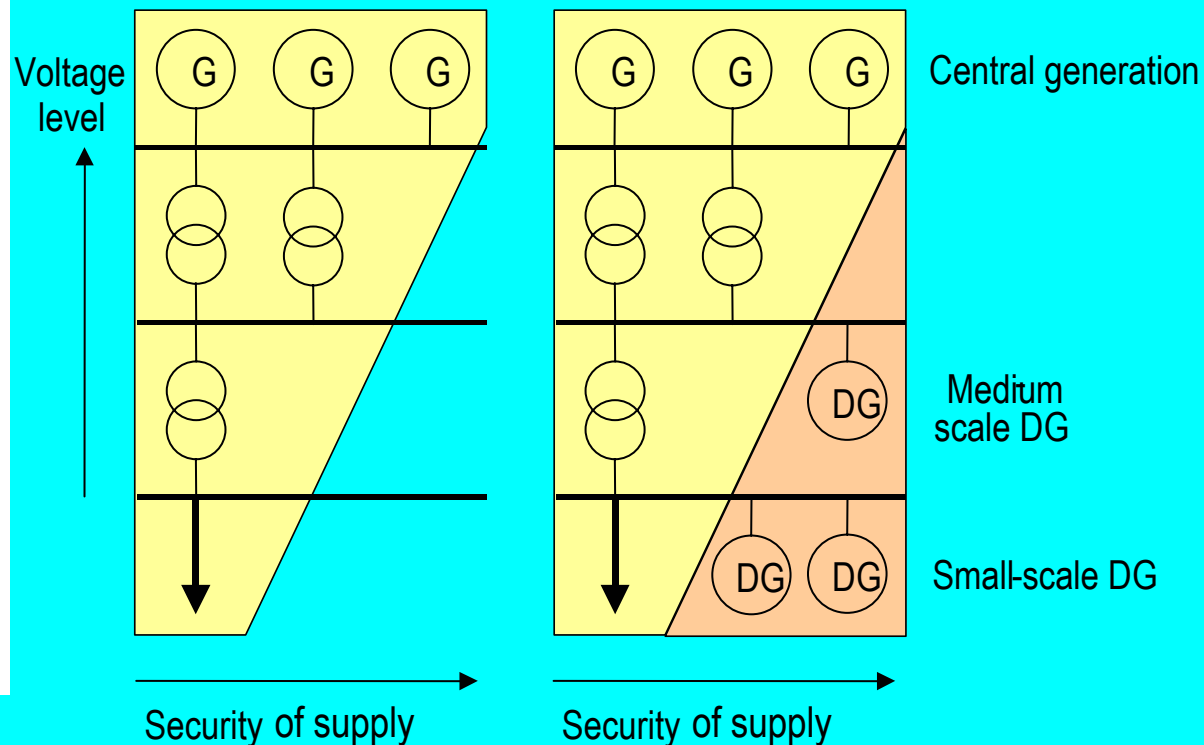 G G G G G G Central generation
Voltage
level
DG
Medium
scale DG
DG DG Small-scale DG
Security of supply Security of supply